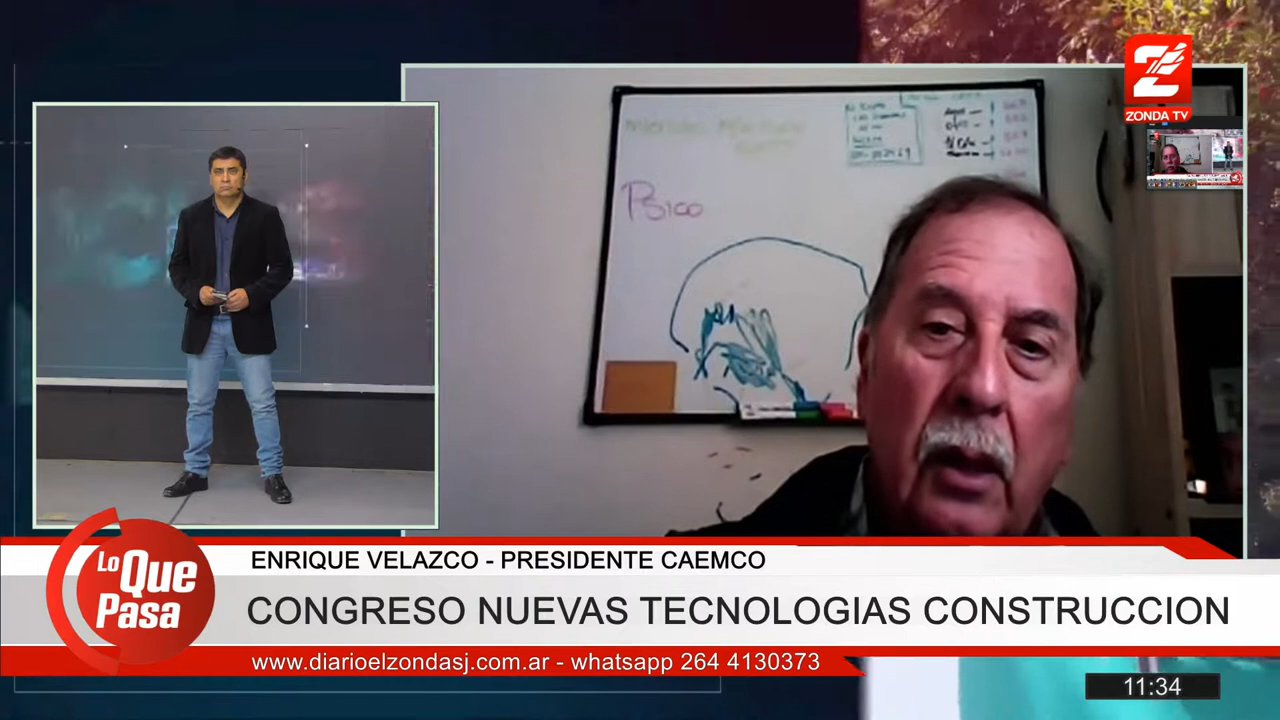 ZONDA TV
Psico
Lo
Que
Pasa
ENRIQUE VELAZCO - PRESIDENTE CAEMCO
CONGRESO NUEVAS TECNOLOGIAS CONSTRUCCION
www.diarioelzondasj.com.ar - whatsapp 264 4130373
11:34